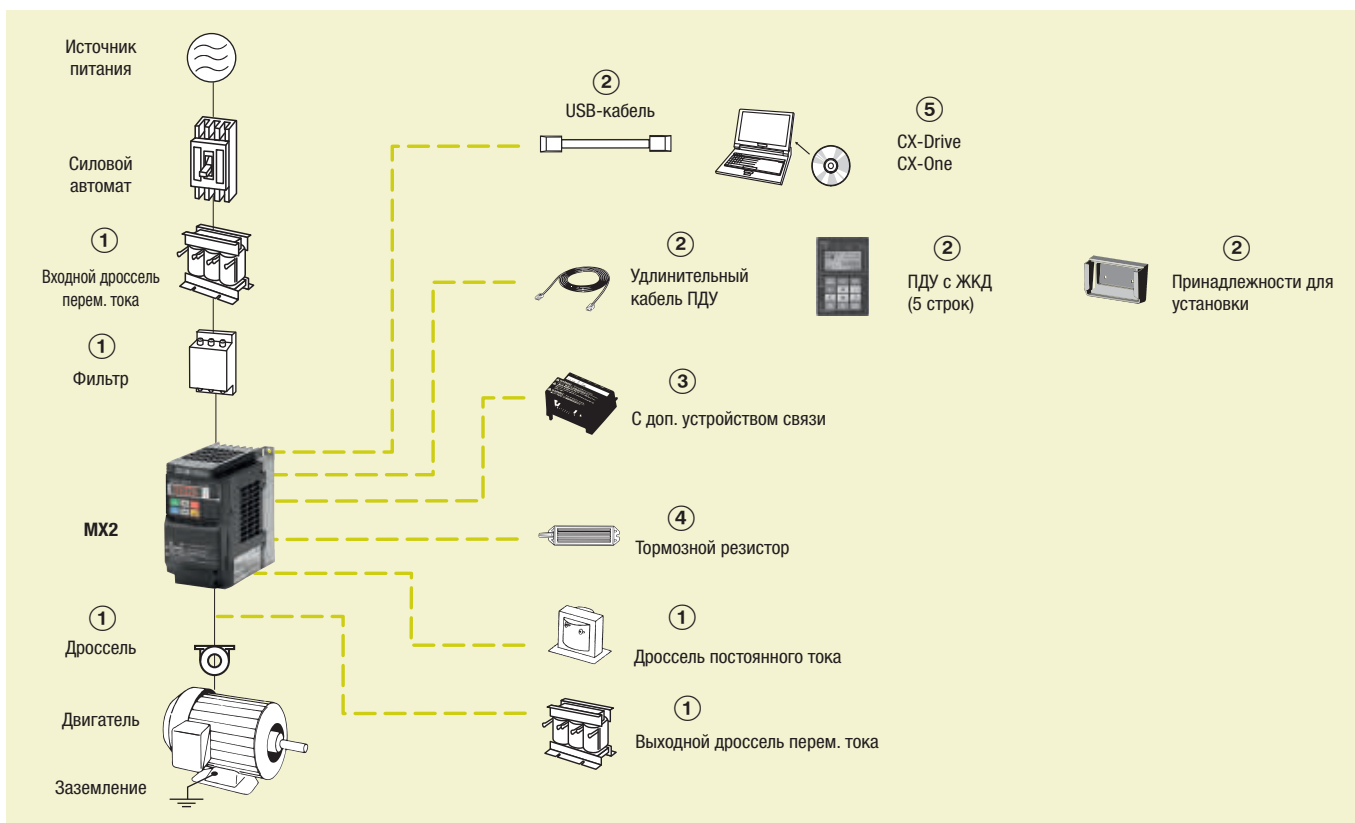 Источник
питания
Силовой
автомат
1
Входной дроссель
перем. тока
1
Фильтр
MX2
1
Дроссель
Двигатель
Заземление
2
USB-кабель
5
CX-Drive
CX-One
2
Удлинительный
кабель ПДУ
2
ПДУ с ЖКД
(5 строк)
2
Принадлежности для
установки
3
С доп. устройством связи
4
Тормозной резистор
1
Дроссель постоянного тока
1
Выходной дроссель перем. тока